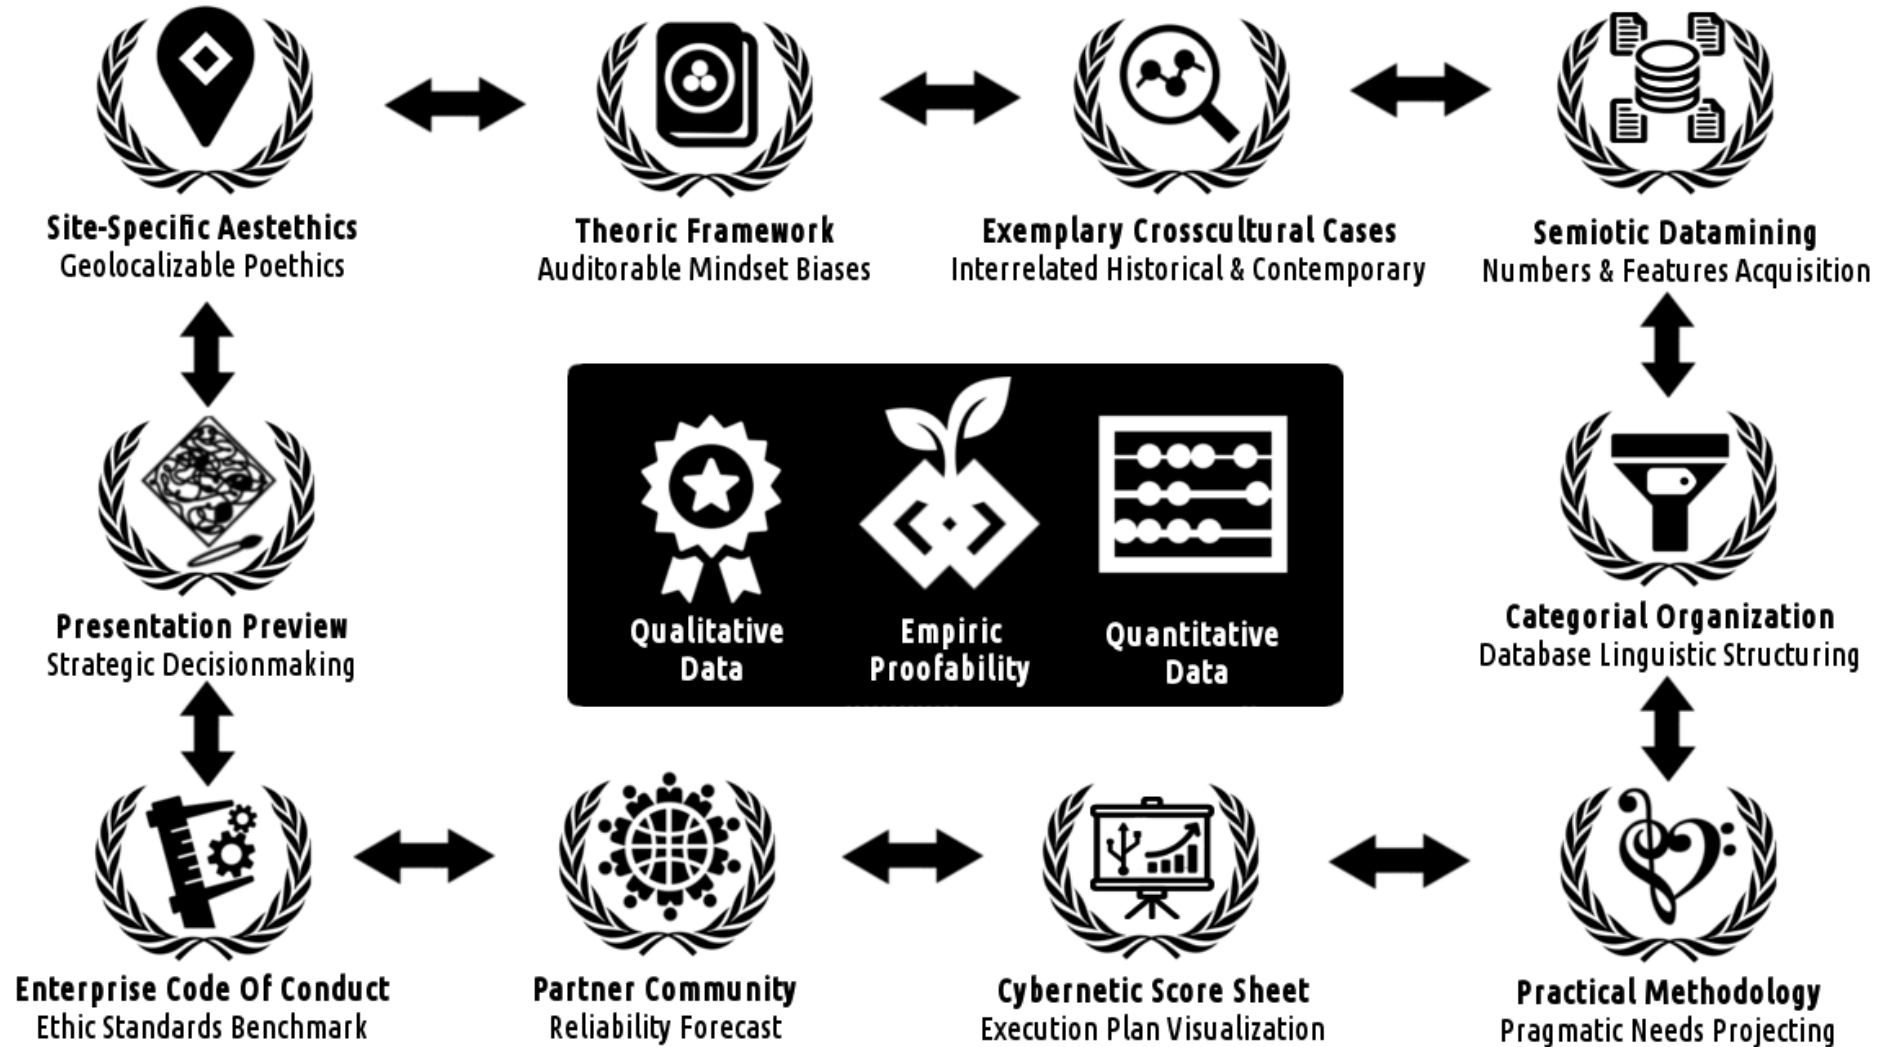 Site-Specific Aestethics
Geolocalizable Poethics
Theoric Framework
Auditorable Mindset Biases
Exemplary Crosscultural Cases
Interrelated Historical & Contemporary
Semiotic Datamining
Numbers & Features Acquisition
Presentation Preview
Strategic Decisionmaking
Qualitative
Data
Empiric
Proofability
Quantitative
Data
Categorial Organization
Database Linguistic Structuring
Enterprise Code Of Conduct
Ethic Standards Benchmark
Partner Community
Reliability Forecast
Cybernetic Score Sheet
Execution Plan Visualization
Practical Methodology
Pragmatic Needs Projecting